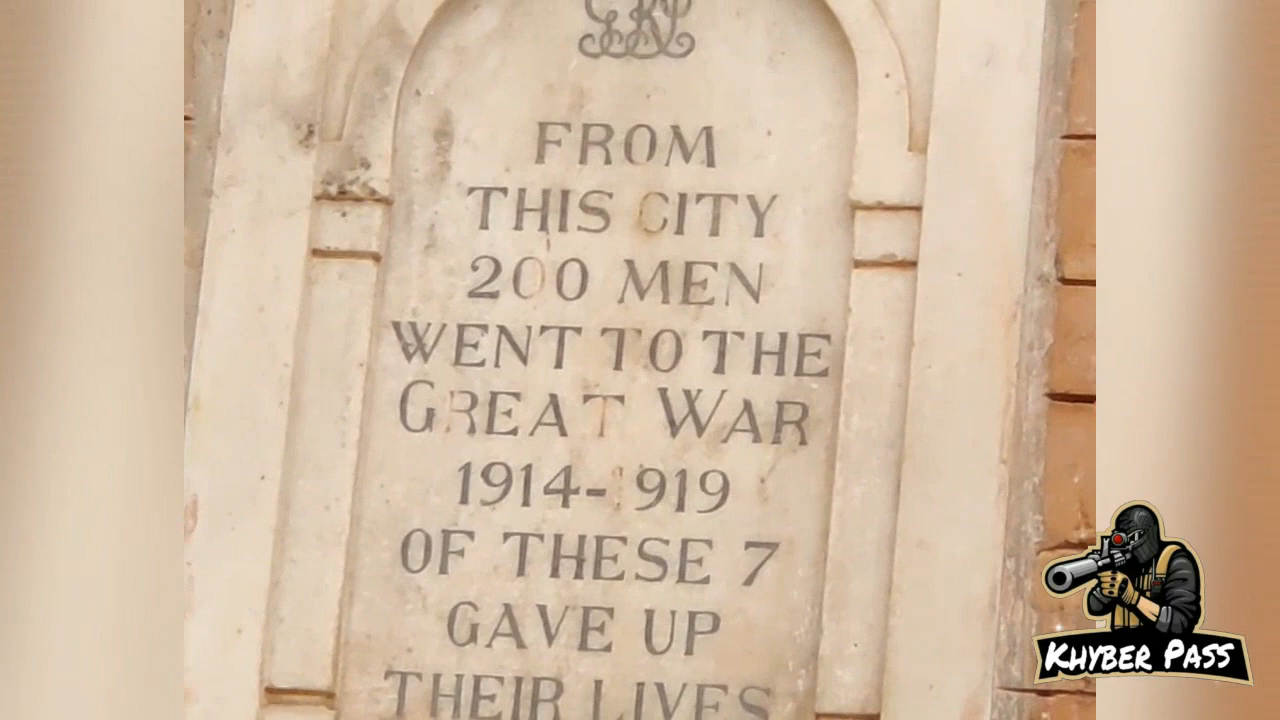 FROM
THIS CITY
200 MEN
WENT TO THE
GREAT WAR
1914- 919
OF THESE 7
GAVE UP
THEIR LIVES
KHYBER PASS